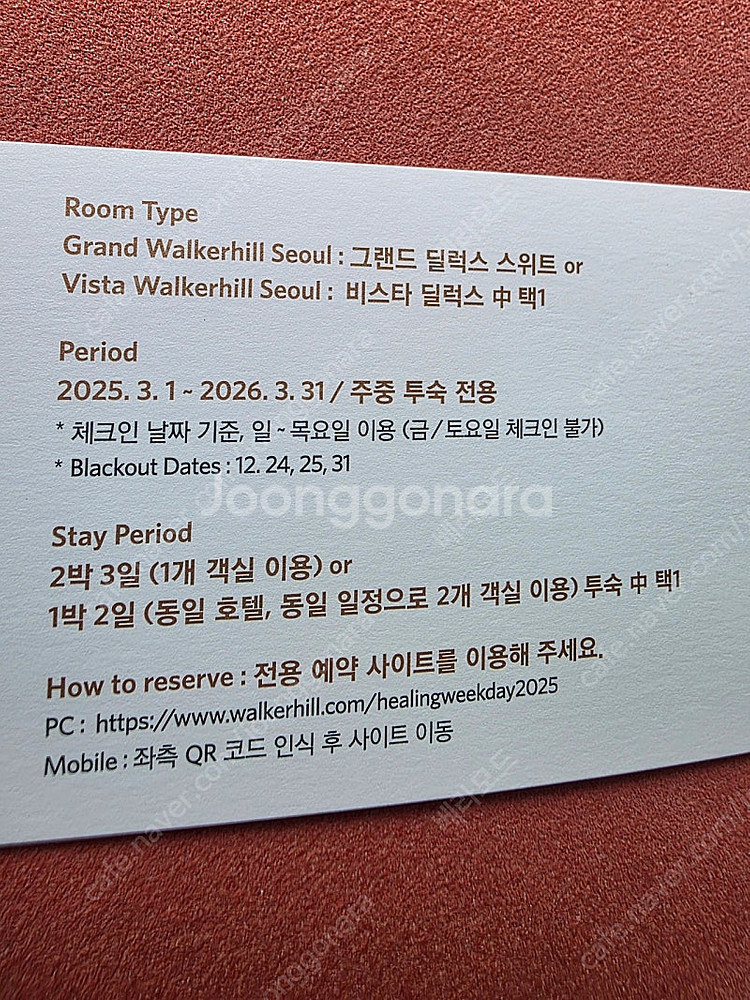 Room Type
Grand Walkerhill Seoul : 그랜드 딜럭스 스위트 or
Vista Walkerhill Seoul : 비스타 딜럭스 中 택1
Period
2025. 3. 1 ~ 2026. 3. 31 / 주중 투숙 전용
* 체크인 날짜 기준, 일 ~ 목요일 이용 (금/토요일 체크인 불가)
* Blackout Dates : 12. 24, 25, 31
Joonggonara
Stay Period
2박 3일 (1개 객실 이용) or
1박 2일 (동일 호텔, 동일 일정으로 2개 객실 이용) 투숙 中 택1
How to reserve : 전용 예약 사이트를 이용해 주세요.
PC : https://www.walkerhill.com/healingweekday2025
Mobile : 좌측 QR 코드 인식 후 사이트 이동